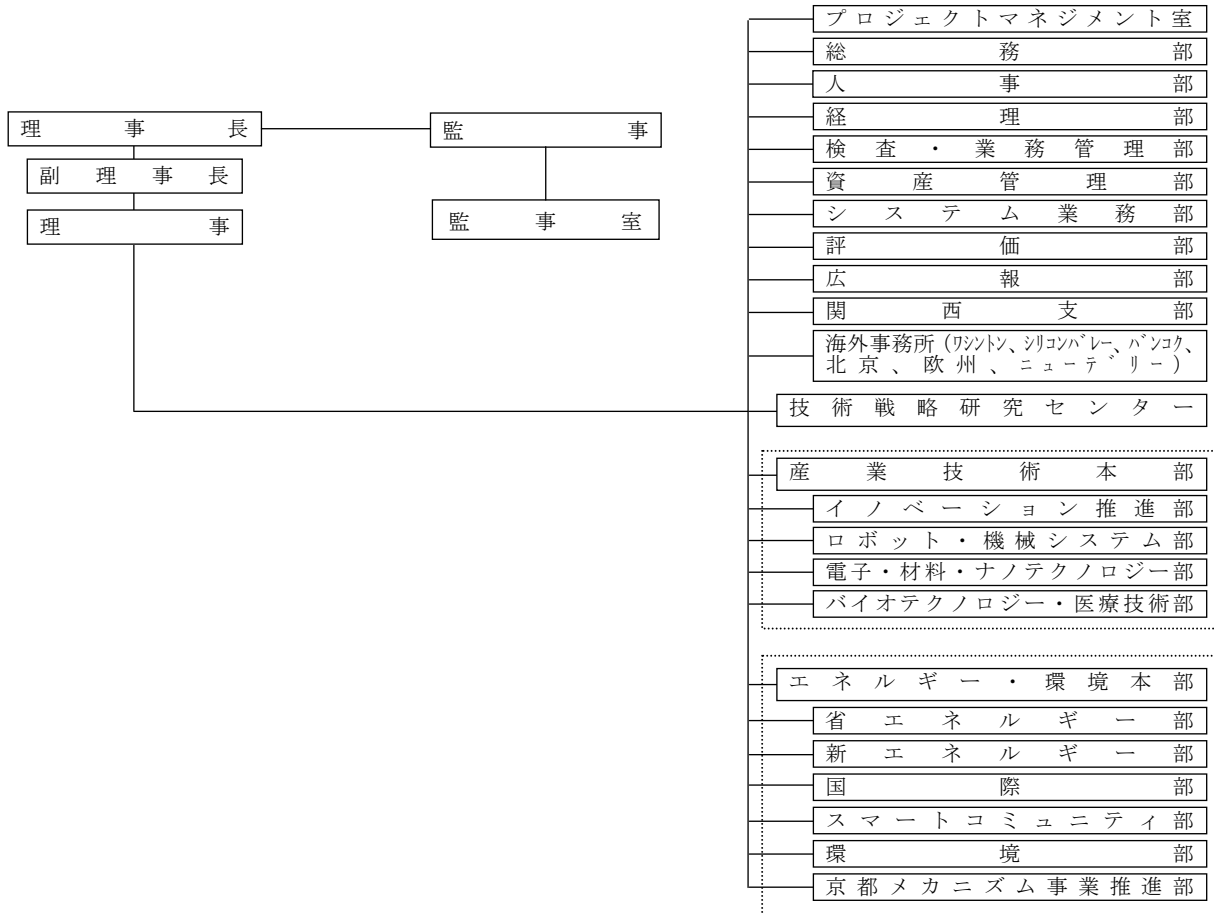 理事長
副理事長
理事
監事
監事室
プロジェクトマネジメント室
総務部
人事部
経理部
検査・業務管理部
資産管理部
システム業務部
評価部
広報部
関西支部
海外事務所（ワシントン、シリコンバレー、バンコク、
北京、欧州、ニューデリー）
技術戦略研究センター
産業技術本部
イノベーション推進部
ロボット・機械システム部
電子・材料・ナノテクノロジー部
バイオテクノロジー・医療技術部
エネルギー・環境本部
省エネルギー部
新エネルギー部
国際部
スマートコミュニティ部
環境部
京都メカニズム事業推進部